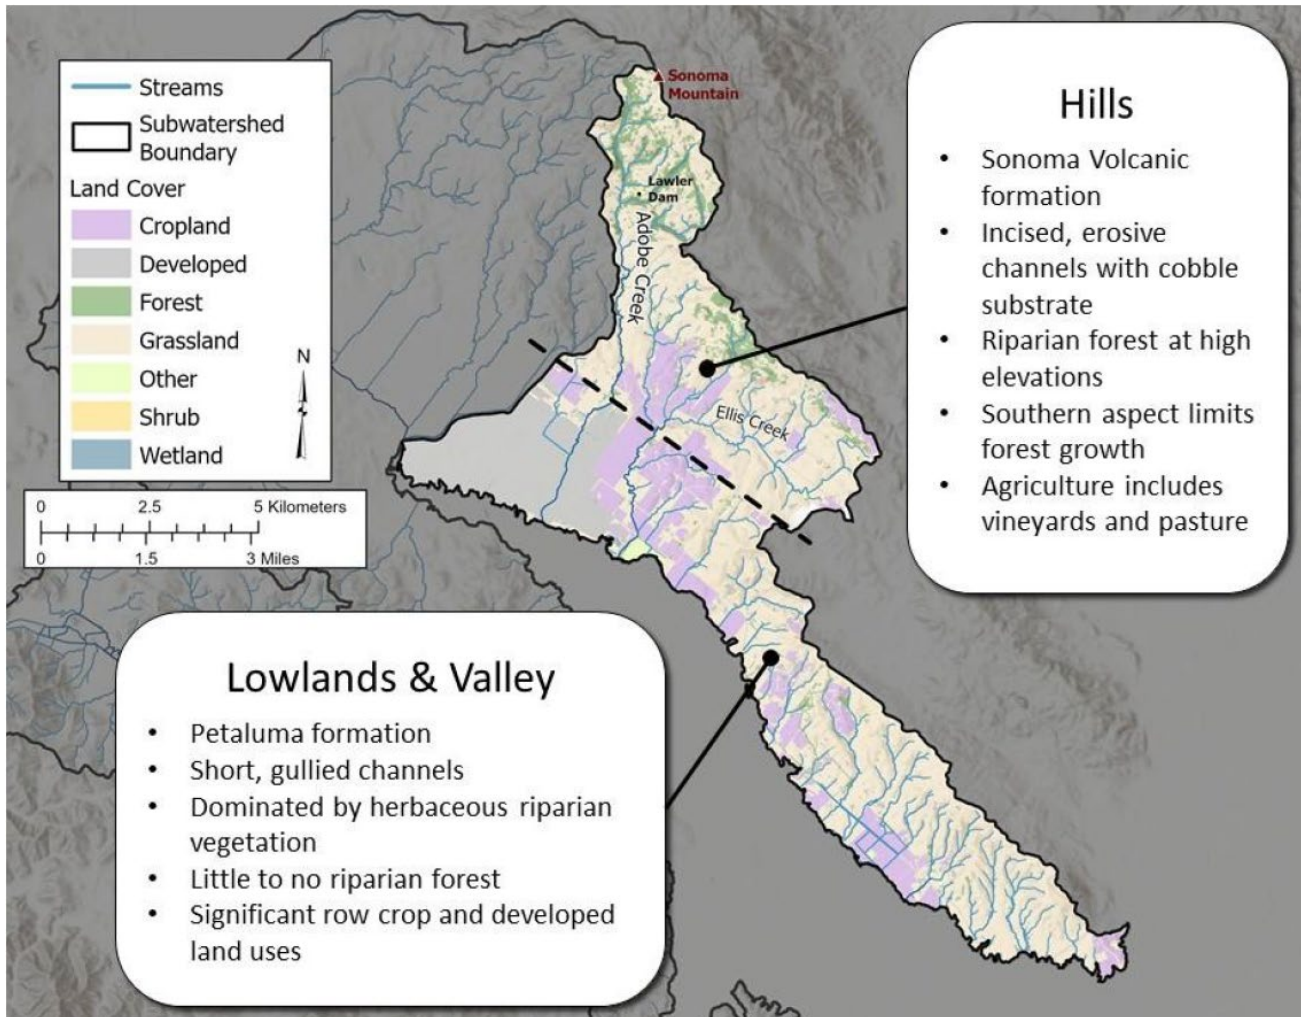 Streams
Subwatershed
Boundary
Land Cover
Cropland
Developed
Forest
Grassland
Other
Shrub
Wetland
N
0 2.5 5 Kilometers
0 1.5 3 Miles
Sonoma
Mountain
Lawler
Dam
Adobe Creek
Ellis Creek
Hills
• Sonoma Volcanic
formation
• Incised, erosive
channels with cobble
substrate
• Riparian forest at high
elevations
• Southern aspect limits
forest growth
• Agriculture includes
vineyards and pasture
Lowlands & Valley
• Petaluma formation
• Short, gullied channels
• Dominated by herbaceous riparian
vegetation
• Little to no riparian forest
• Significant row crop and developed
land uses